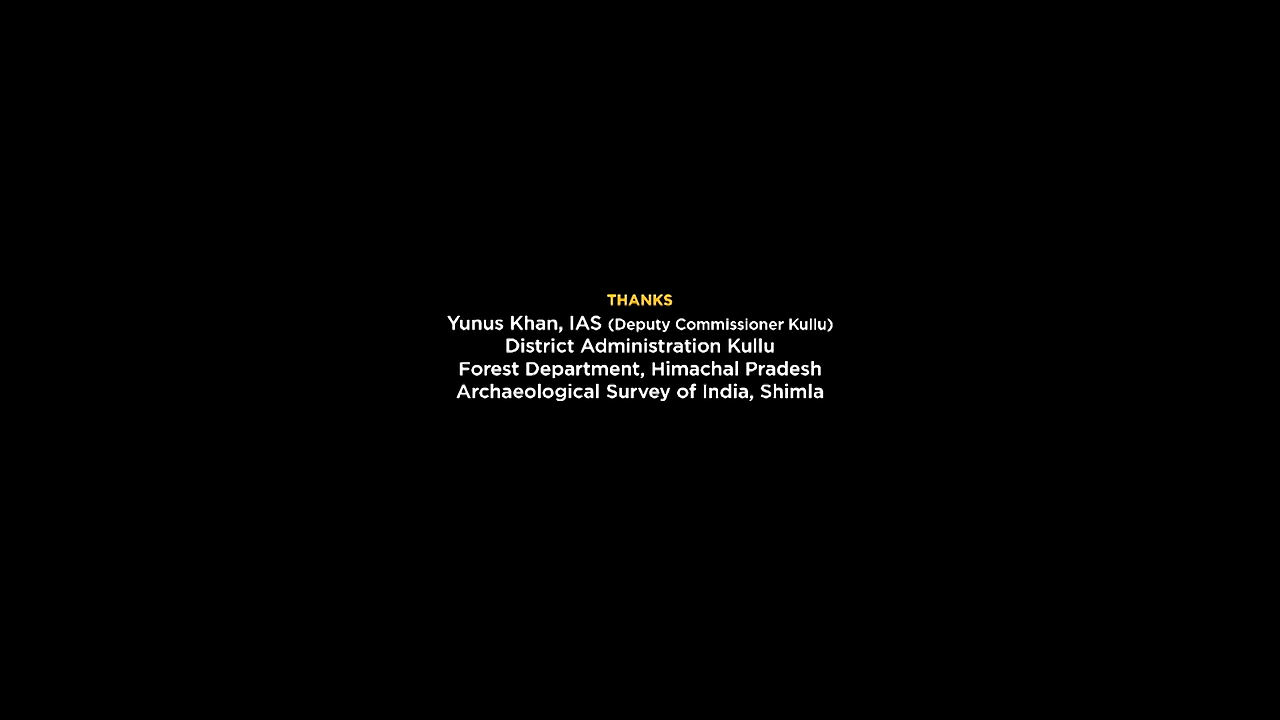 THANKS
Yunus Khan, IAS (Deputy Commissioner Kullu)
District Administration Kullu
Forest Department, Himachal Pradesh
Archaeological Survey of India, Shimla